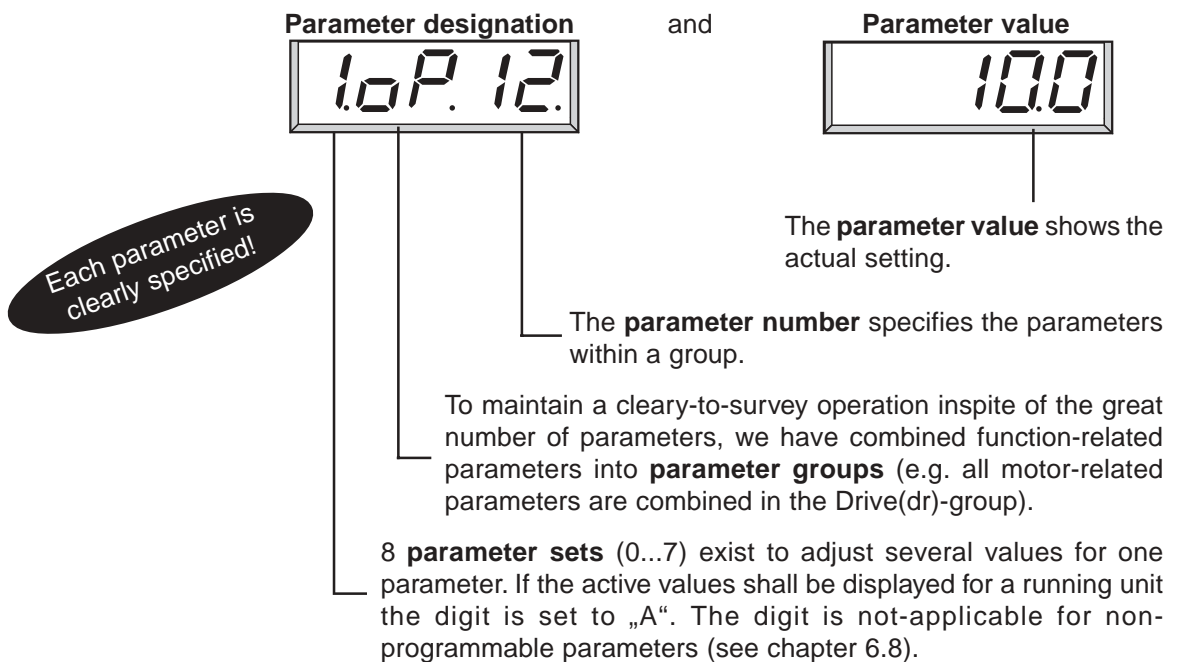 Parameter designation and Parameter value
1.oP. 12.
10.0
Each parameter is
clearly specified!
The parameter value shows the
actual setting.
The parameter number specifies the parameters
within a group.
To maintain a cleary-to-survey operation inspite of the great
number of parameters, we have combined function-related
parameters into parameter groups (e.g. all motor-related
parameters are combined in the Drive(dr)-group).
8 parameter sets (0...7) exist to adjust several values for one
parameter. If the active values shall be displayed for a running unit
the digit is set to „A“. The digit is not-applicable for non-
programmable parameters (see chapter 6.8).